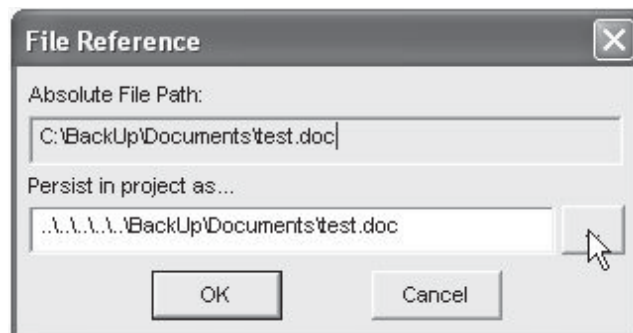 File Reference
Absolute File Path:
C:\BackUp\Documents\test.doc
Persist in project as...
..\..\..\..\..\BackUp\Documents\test.doc
OK Cancel